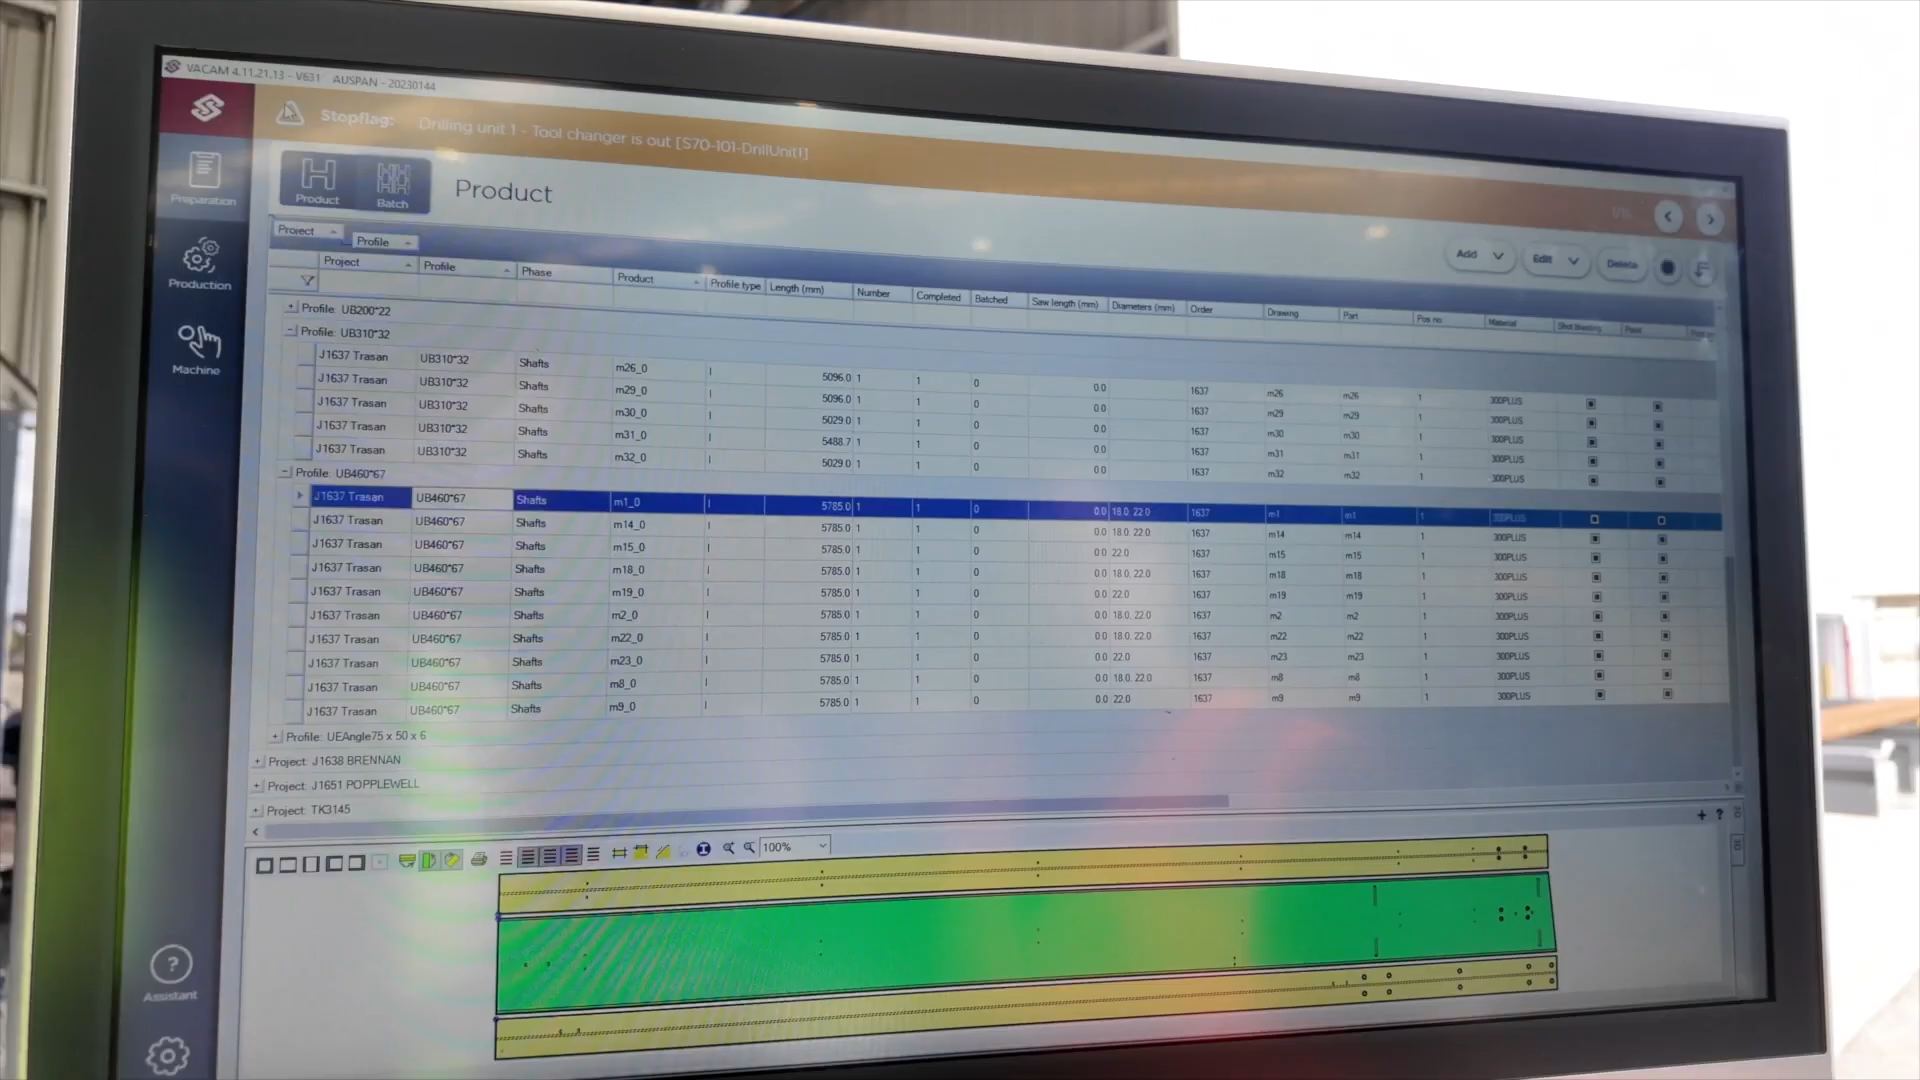 VACAM 4.11.21.13 - V631 AUSPAN - 20230144
Stopflag: Drilling unit 1 - Tool changer is out [S70-101-DrillUnit1]
Preparation
Production
Machine
Assistant
Product Batch Product
Project Profile
Add Edit Delete
Project Profile Phase Product Profile type Length (mm) Number Completed Batched Saw length (mm) Diameters (mm) Order Drawing Part Pos no. Material Shot blasting Paint
Profile: UB200*22
Profile: UB310*32
J1637 Trasan UB310*32 Shafts m26_0 I 5096.0 1 1 0 0.0 1637 m26 m26 1 300PLUS
J1637 Trasan UB310*32 Shafts m29_0 I 5096.0 1 1 0 0.0 1637 m29 m29 1 300PLUS
J1637 Trasan UB310*32 Shafts m30_0 I 5029.0 1 1 0 0.0 1637 m30 m30 1 300PLUS
J1637 Trasan UB310*32 Shafts m31_0 I 5488.7 1 1 0 0.0 1637 m31 m31 1 300PLUS
J1637 Trasan UB310*32 Shafts m32_0 I 5029.0 1 1 0 0.0 1637 m32 m32 1 300PLUS
Profile: UB460*67
J1637 Trasan UB460*67 Shafts m1_0 I 5785.0 1 1 0 0.0 18.0, 22.0 1637 m1 m1 1 300PLUS
J1637 Trasan UB460*67 Shafts m14_0 I 5785.0 1 1 0 0.0 18.0, 22.0 1637 m14 m14 1 300PLUS
J1637 Trasan UB460*67 Shafts m15_0 I 5785.0 1 1 0 0.0 22.0 1637 m15 m15 1 300PLUS
J1637 Trasan UB460*67 Shafts m18_0 I 5785.0 1 1 0 0.0 18.0, 22.0 1637 m18 m18 1 300PLUS
J1637 Trasan UB460*67 Shafts m19_0 I 5785.0 1 1 0 0.0 22.0 1637 m19 m19 1 300PLUS
J1637 Trasan UB460*67 Shafts m2_0 I 5785.0 1 1 0 0.0 18.0, 22.0 1637 m2 m2 1 300PLUS
J1637 Trasan UB460*67 Shafts m22_0 I 5785.0 1 1 0 0.0 18.0, 22.0 1637 m22 m22 1 300PLUS
J1637 Trasan UB460*67 Shafts m23_0 I 5785.0 1 1 0 0.0 22.0 1637 m23 m23 1 300PLUS
J1637 Trasan UB460*67 Shafts m8_0 I 5785.0 1 1 0 0.0 18.0, 22.0 1637 m8 m8 1 300PLUS
J1637 Trasan UB460*67 Shafts m9_0 I 5785.0 1 1 0 0.0 22.0 1637 m9 m9 1 300PLUS
Profile: UEAngle75 x 50 x 6
Project: J1638 BRENNAN
Project: J1651 POPPLEWELL
Project: TK3145
100%